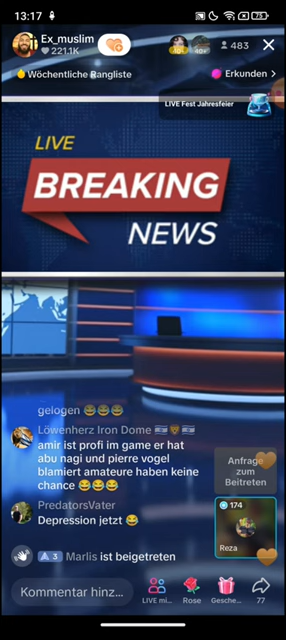 13:17
75
Ex_muslim
221.1K
40+
483
Wöchentliche Rangliste
Erkunden >
LIVE Fest Jahresfeier
LIVE
BREAKING
NEWS
gelogen 😂😂😂
Löwenherz Iron Dome 🇮🇱🦁🇮🇱
amir ist profi im game er hat
abu nagi und pierre vogel
blamiert amateure haben keine
chance 😂😂😂
Anfrage
zum
Beitreten
PredatorsVater
Depression jetzt 😂
174
Reza
3 Marlis ist beigetreten
Kommentar hinz...
LIVE mi...
Rose
Gesche...
77